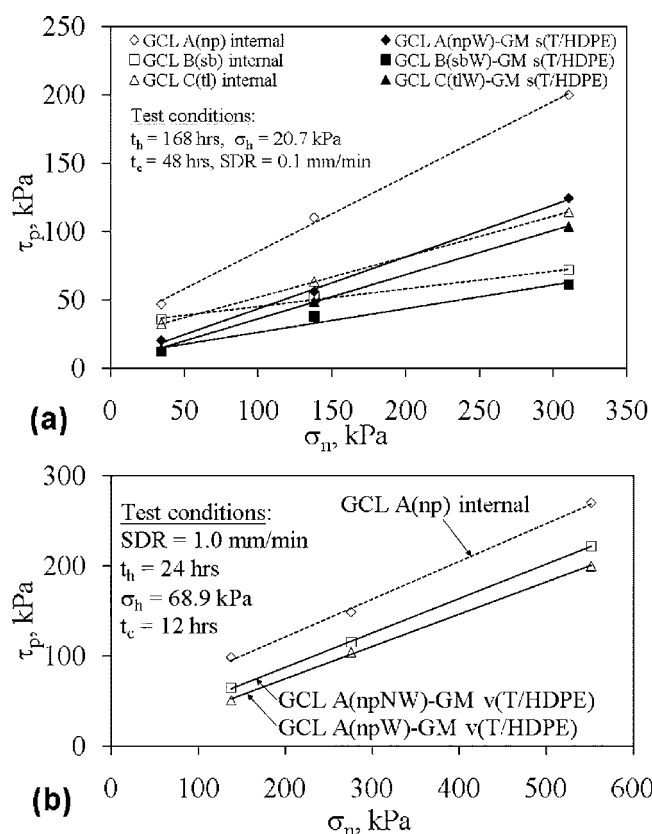 GCL A(np) internal
GCL A(npW)-GM s(T/HDPE)
GCL B(sb) internal
GCL B(sbW)-GM s(T/HDPE)
GCL C(tl) internal
GCL C(tlW)-GM s(T/HDPE)
Test conditions:
t_h = 168 hrs, σ_h = 20.7 kPa
t_c = 48 hrs, SDR = 0.1 mm/min
250
200
150
100
50
0
τ_p, kPa
0 50 100 150 200 250 300 350
σ_n, kPa
(a)
300
200
100
0
τ_p, kPa
Test conditions:
SDR = 1.0 mm/min
t_h = 24 hrs
σ_h = 68.9 kPa
t_c = 12 hrs
GCL A(np) internal
GCL A(npNW)-GM v(T/HDPE)
GCL A(npW)-GM v(T/HDPE)
0 100 200 300 400 500 600
σ_n, kPa
(b)